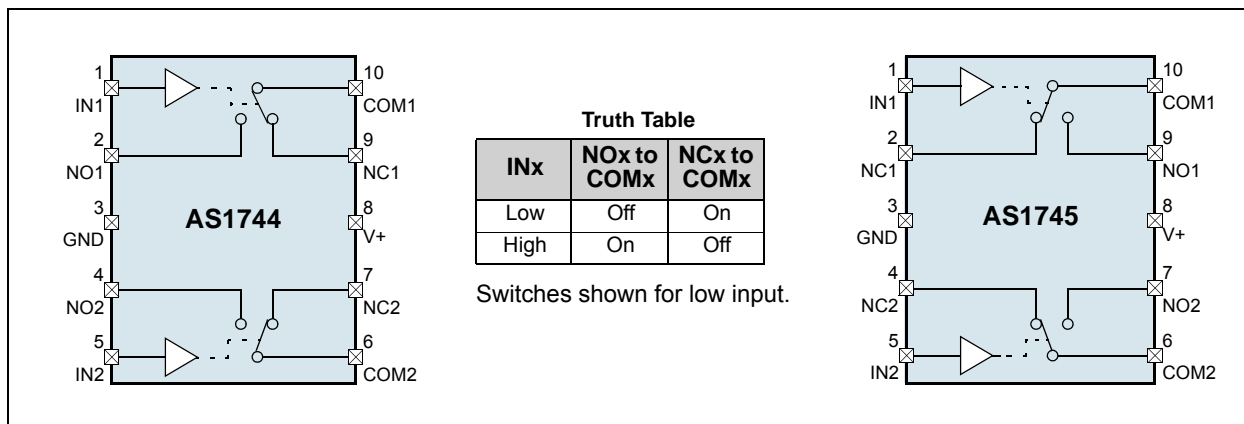 1
IN1
2
NO1
3
GND
4
NO2
5
IN2
AS1744
10
COM1
9
NC1
8
V+
7
NC2
6
COM2
Truth Table
INx NOx to COMx NCx to COMx
Low Off On
High On Off
Switches shown for low input.
1
IN1
2
NC1
3
GND
4
NC2
5
IN2
AS1745
10
COM1
9
NO1
8
V+
7
NO2
6
COM2